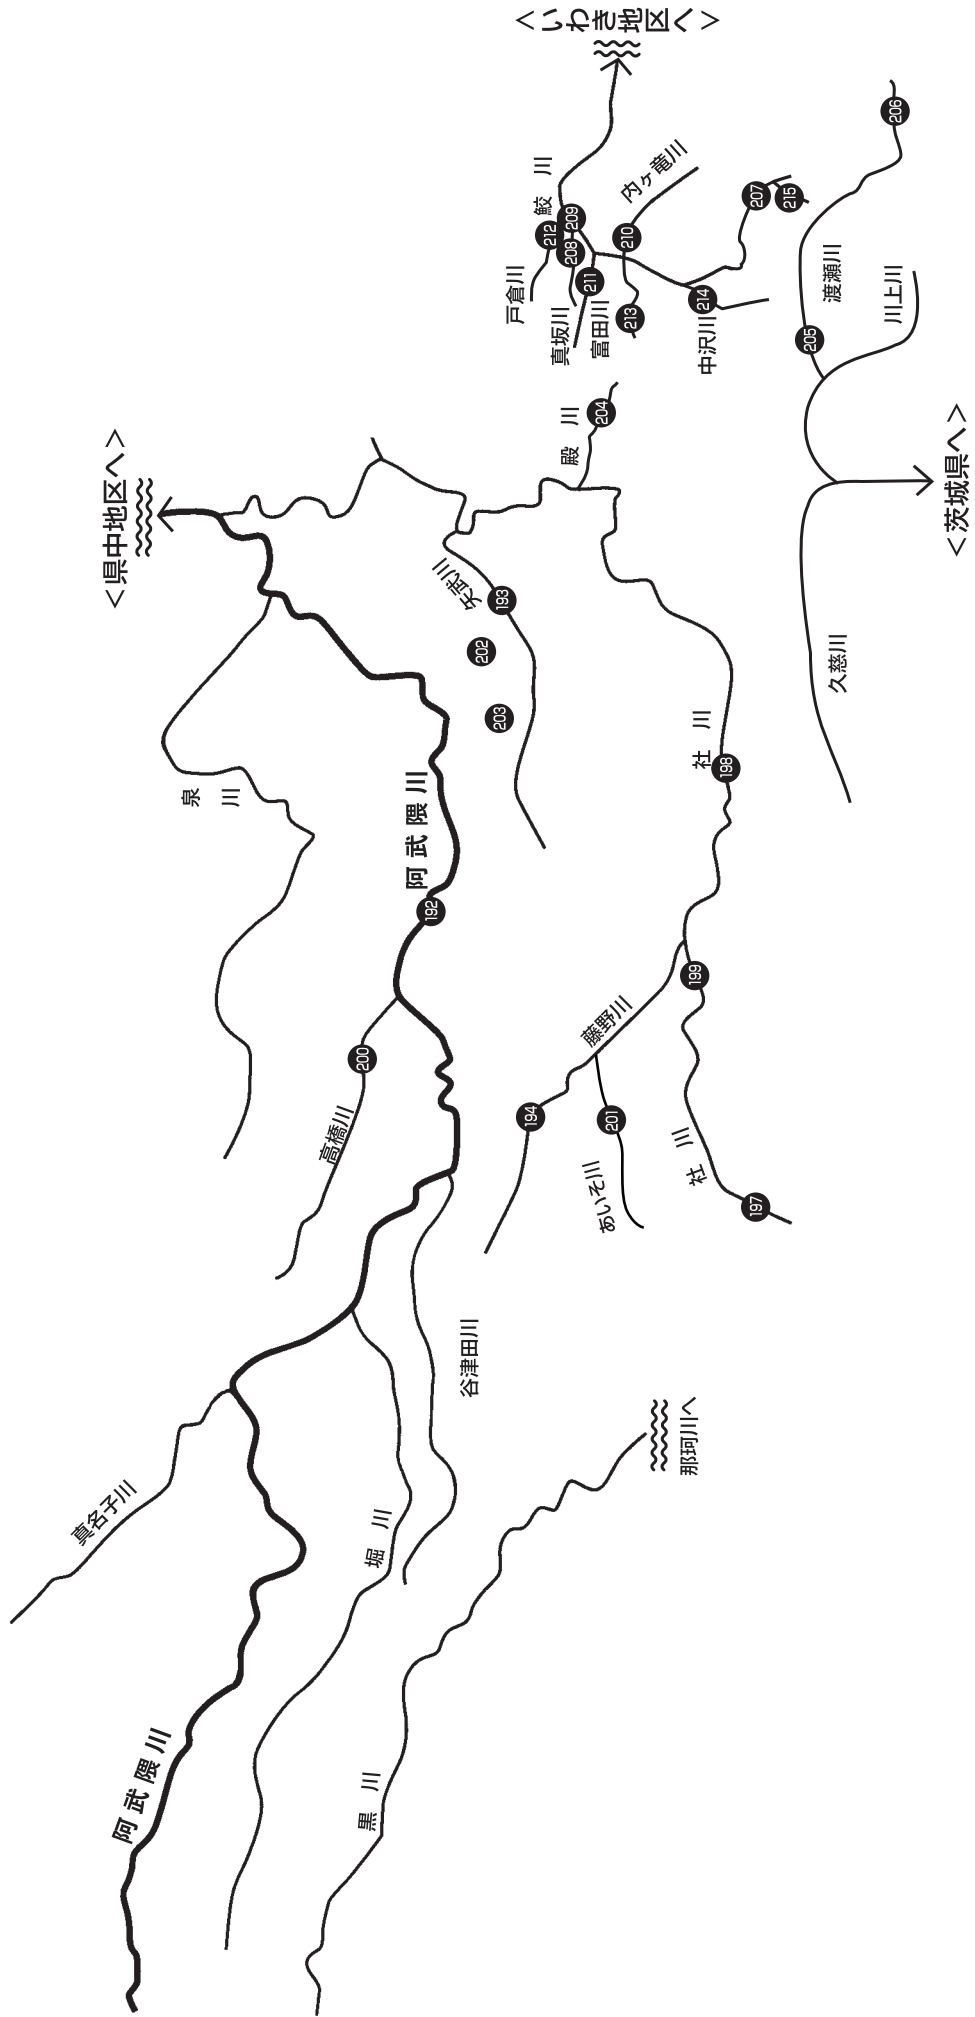 ＜いわき地区へ＞
鮫川
内ヶ竜川
戸倉川
真坂川
富田川
中沢川
渡瀬川
川上川
206
207
215
209
212
208
210
211
213
214
205
＜県中地区へ＞
殿川
204
＜茨城県へ＞
矢武川
193
202
203
久慈川
泉川
社川
198
阿武隈川
192
199
200
藤野川
高橋川
194
201
あいそ川
社川
197
谷津田川
那珂川へ
真名子川
堀川
阿武隈川
黒川